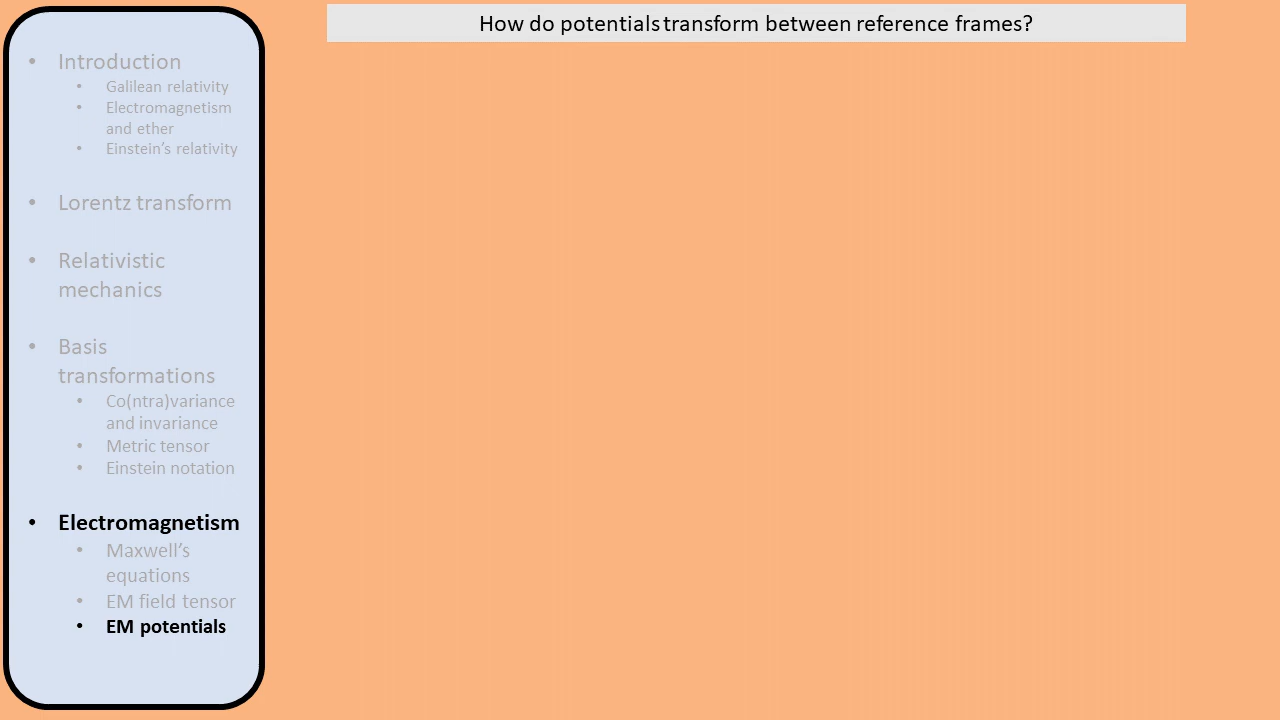 How do potentials transform between reference frames?
• Introduction
• Galilean relativity
• Electromagnetism
and ether
• Einstein's relativity
• Lorentz transform
• Relativistic
mechanics
• Basis
transformations
• Co(ntra)variance
and invariance
• Metric tensor
• Einstein notation
• Electromagnetism
• Maxwell's
equations
• EM field tensor
• EM potentials